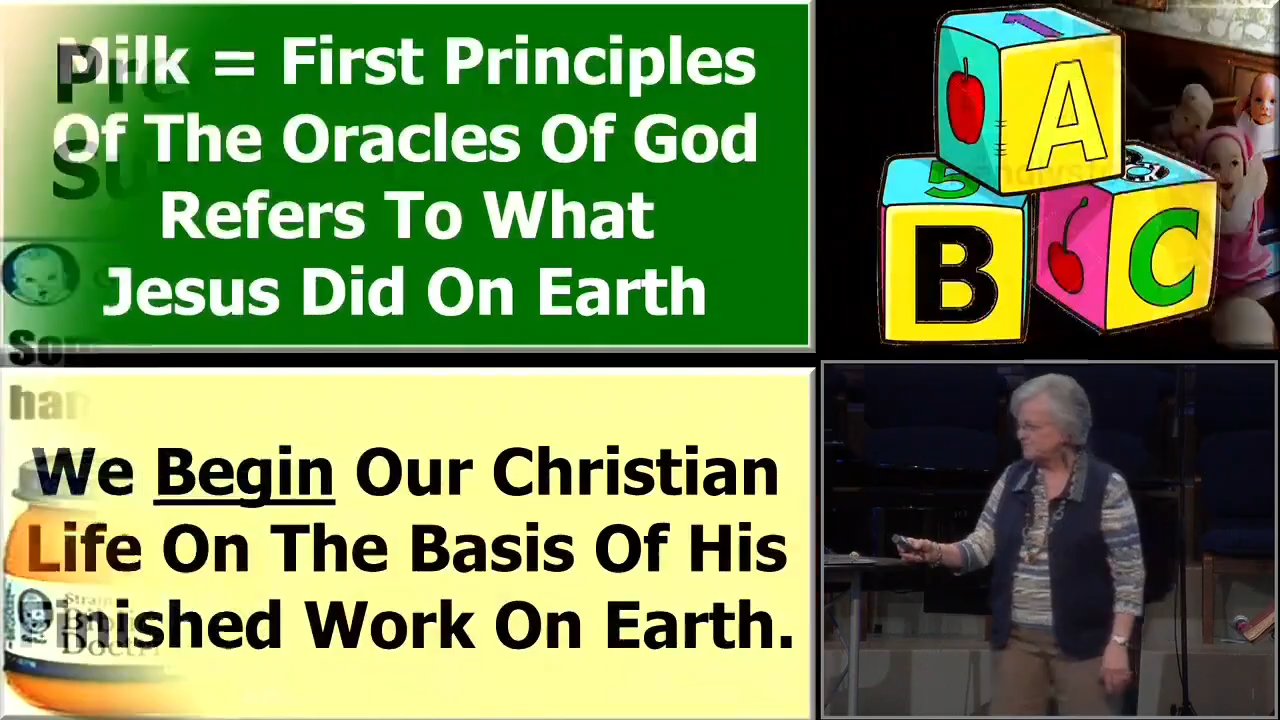 Milk = First Principles
Of The Oracles Of God
Refers To What
Jesus Did On Earth
We Begin Our Christian
Life On The Basis Of His
Finished Work On Earth.
A
5
B
C